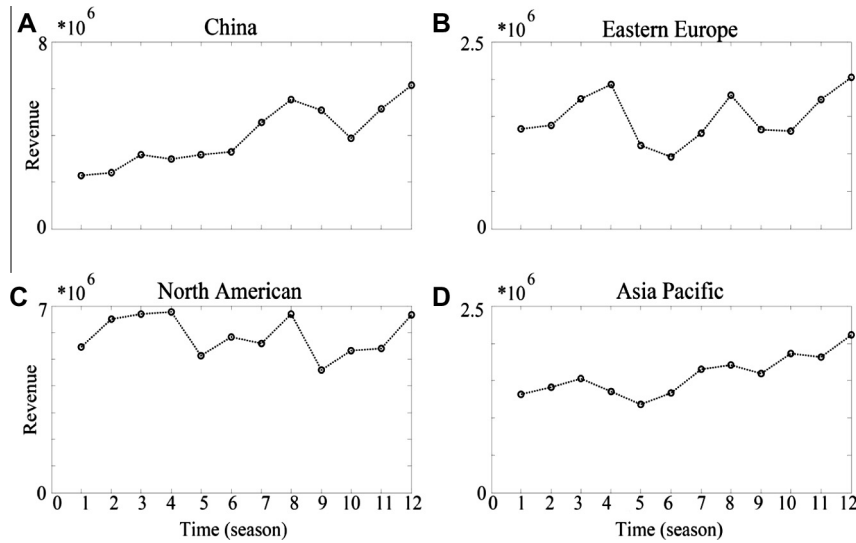 A
*10^6
China
8
Revenue
0
B
*10^6
Eastern Europe
2.5
0
C
*10^6
North American
7
Revenue
0
0 1 2 3 4 5 6 7 8 9 10 11 12
Time (season)
D
*10^6
Asia Pacific
2.5
0
0 1 2 3 4 5 6 7 8 9 10 11 12
Time (season)